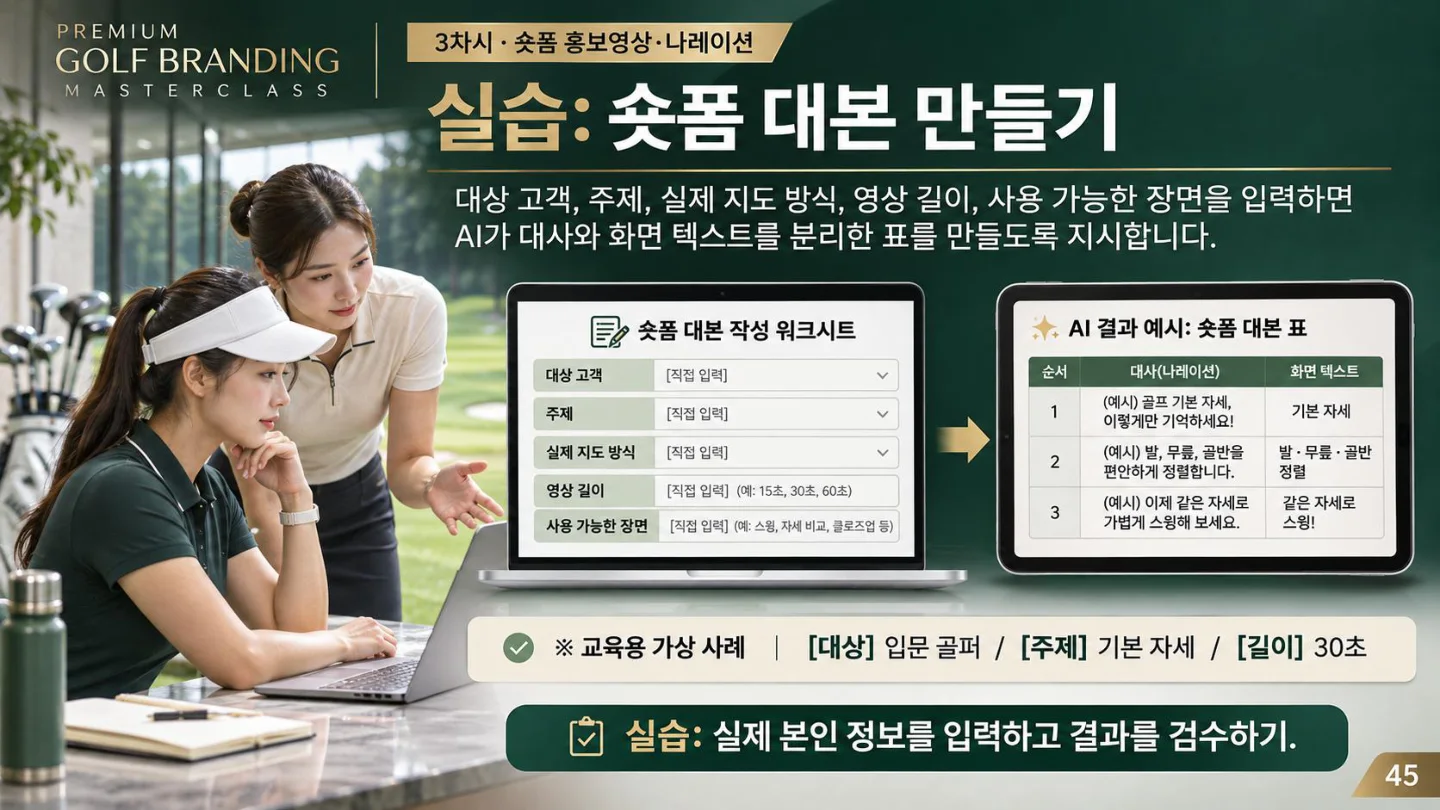 PREMIUM
GOLF BRANDING
MASTERCLASS
3차시 · 숏폼 홍보영상·나레이션
실습: 숏폼 대본 만들기
대상 고객, 주제, 실제 지도 방식, 영상 길이, 사용 가능한 장면을 입력하면
AI가 대사와 화면 텍스트를 분리한 표를 만들도록 지시합니다.
숏폼 대본 작성 워크시트
대상 고객 [직접 입력]
주제 [직접 입력]
실제 지도 방식 [직접 입력]
영상 길이 [직접 입력] (예: 15초, 30초, 60초)
사용 가능한 장면 [직접 입력] (예: 스윙, 자세 비교, 클로즈업 등)
AI 결과 예시: 숏폼 대본 표
순서 대사(나레이션) 화면 텍스트
1 (예시) 골프 기본 자세, 이렇게만 기억하세요! 기본 자세
2 (예시) 발, 무릎, 골반을 편안하게 정렬합니다. 발·무릎·골반 정렬
3 (예시) 이제 같은 자세로 가볍게 스윙해 보세요. 같은 자세로 스윙!
※ 교육용 가상 사례 | [대상] 입문 골퍼 / [주제] 기본 자세 / [길이] 30초
실습: 실제 본인 정보를 입력하고 결과를 검수하기.
45